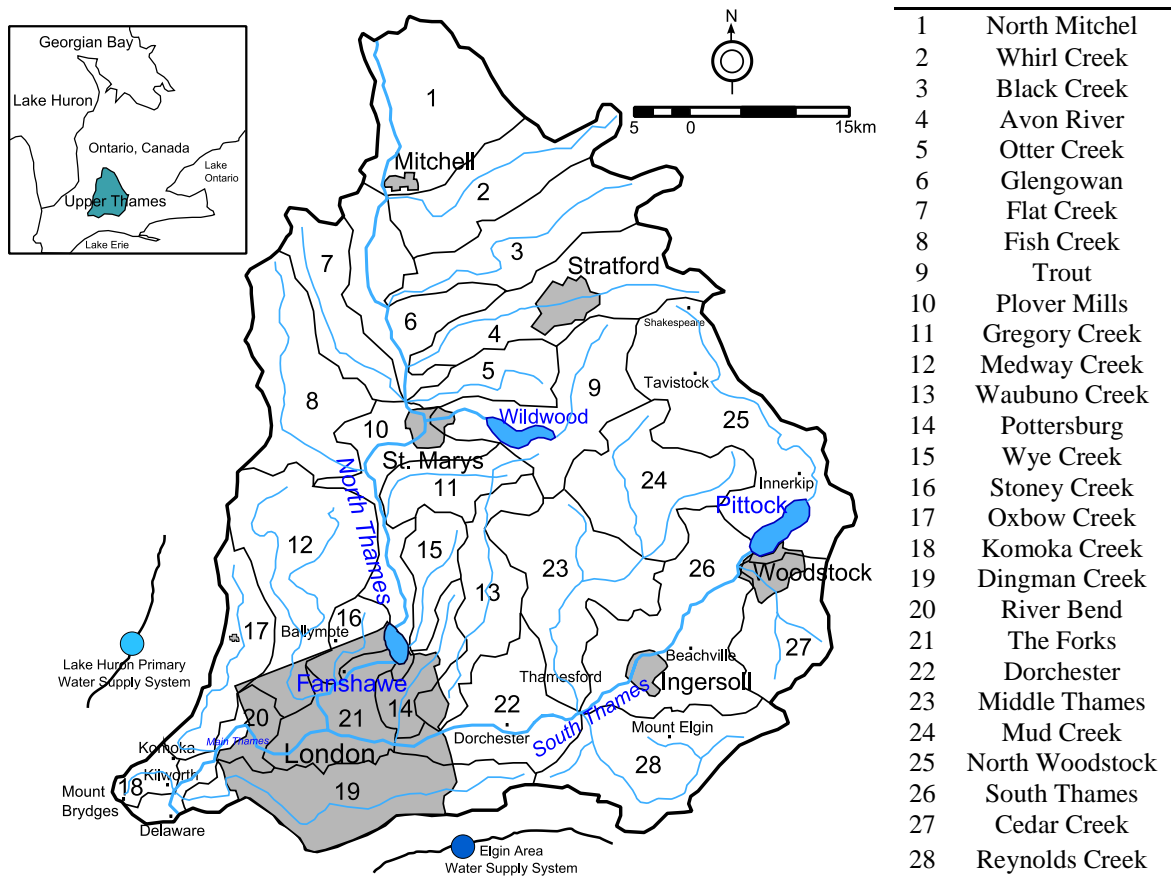 Georgian Bay
Lake Huron
Ontario, Canada
Lake
Ontario
Upper Thames
Lake Erie
N
5 0 15km
1
Mitchell
2
3
7
Stratford
6
4
Shakespeare
5
9
Tavistock
8
10
Wildwood
25
St. Marys
North Thames
11
24
Innerkip
Pittock
12
15
23
26
Woodstock
13
16
17
Ballymote
27
Lake Huron Primary
Water Supply System
Beachville
Fanshawe
Thamesford
Ingersoll
14
22
20
21
South Thames
Mount Elgin
Main Thames
Dorchester
Komoka
London
28
18
Kilworth
19
Mount
Brydges
Delaware
Elgin Area
Water Supply System
1 North Mitchel
2 Whirl Creek
3 Black Creek
4 Avon River
5 Otter Creek
6 Glengowan
7 Flat Creek
8 Fish Creek
9 Trout
10 Plover Mills
11 Gregory Creek
12 Medway Creek
13 Waubuno Creek
14 Pottersburg
15 Wye Creek
16 Stoney Creek
17 Oxbow Creek
18 Komoka Creek
19 Dingman Creek
20 River Bend
21 The Forks
22 Dorchester
23 Middle Thames
24 Mud Creek
25 North Woodstock
26 South Thames
27 Cedar Creek
28 Reynolds Creek